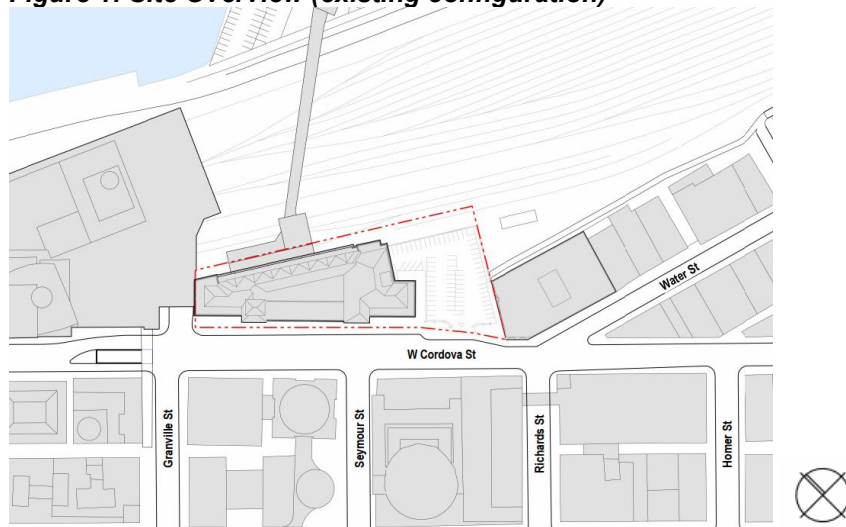 Figure 1: Site Overview (existing configuration)
Water St
W Cordova St
Granville St
Seymour St
Richards St
Homer St